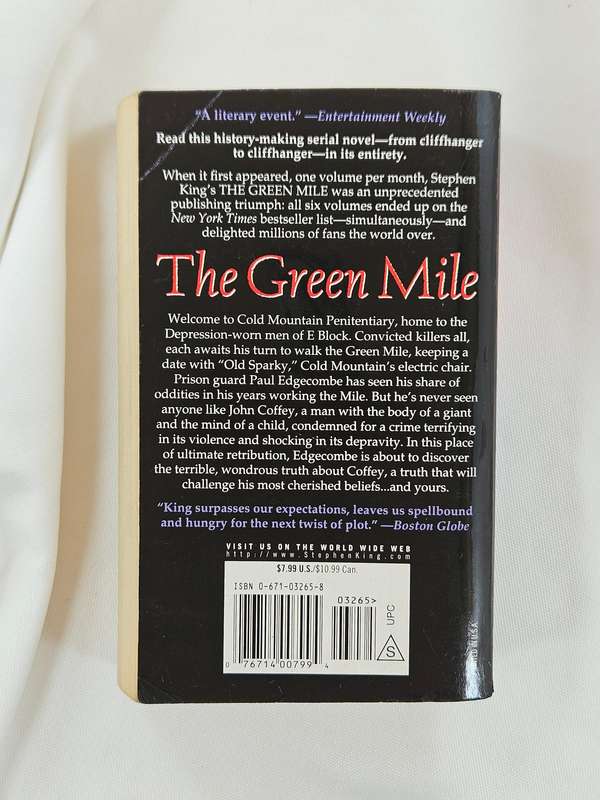 "A literary event." —Entertainment Weekly
Read this history-making serial novel—from cliffhanger
to cliffhanger—in its entirety.
When it first appeared, one volume per month, Stephen
King's THE GREEN MILE was an unprecedented
publishing triumph: all six volumes ended up on the
New York Times bestseller list—simultaneously—and
delighted millions of fans the world over.
The Green Mile
Welcome to Cold Mountain Penitentiary, home to the
Depression-worn men of E Block. Convicted killers all,
each awaits his turn to walk the Green Mile, keeping a
date with "Old Sparky," Cold Mountain's electric chair.
Prison guard Paul Edgecombe has seen his share of
oddities in his years working the Mile. But he's never seen
anyone like John Coffey, a man with the body of a giant
and the mind of a child, condemned for a crime terrifying
in its violence and shocking in its depravity. In this place
of ultimate retribution, Edgecombe is about to discover
the terrible, wondrous truth about Coffey, a truth that will
challenge his most cherished beliefs...and yours.
"King surpasses our expectations, leaves us spellbound
and hungry for the next twist of plot." —Boston Globe
VISIT US ON THE WORLD WIDE WEB
http://www.StephenKing.com
$7.99 U.S./$10.99 Can.
ISBN 0-671-03265-8
03265>
0 76714 00799 4
UPC
S
U.S.A.